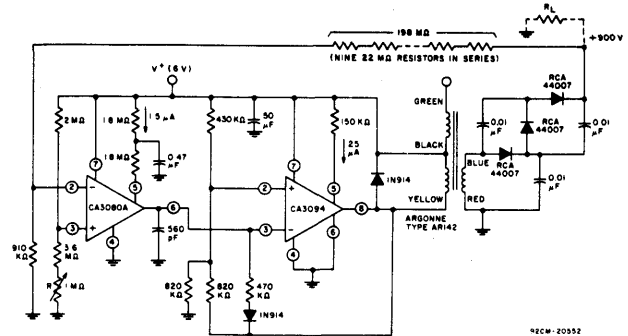 198 MΩ
(NINE 22 MΩ RESISTORS IN SERIES)
R_L
+900 V
V⁺ (6 V)
2 MΩ
1.8 MΩ
1.5 μA
1.8 MΩ
0.47
μF
430 KΩ
50
μF
150 KΩ
25
μA
GREEN
BLACK
YELLOW
BLUE
RED
1N914
ARGONNE
TYPE AR142
0.01
μF
RCA
44007
RCA
44007
RCA
44007
0.01
μF
0.01
μF
7
2
-
5
CA3080A
6
3
+
4
7
2
+
5
CA3094
8
3
-
6
4
910
KΩ
3.6
MΩ
R
1 MΩ
560
pF
820
KΩ
820
KΩ
470
KΩ
1N914
92CM-20552